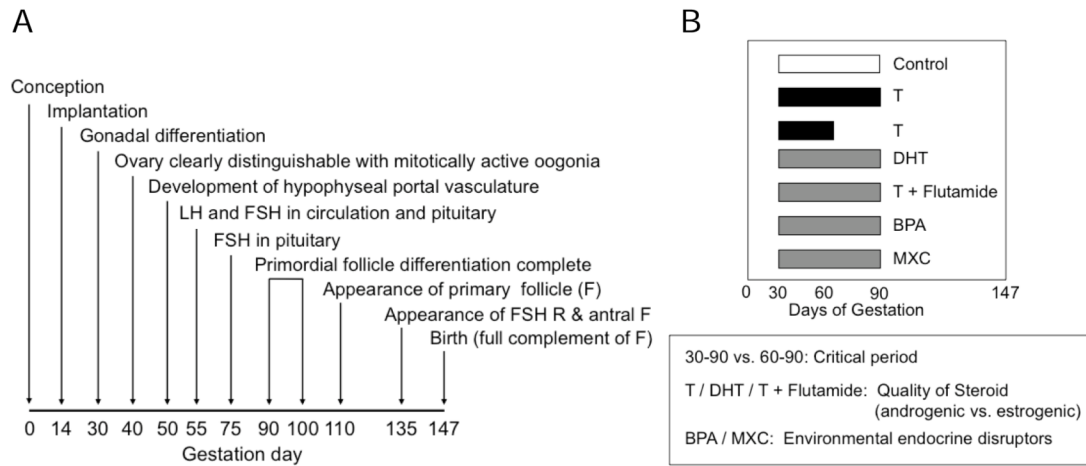 A
Conception
Implantation
Gonadal differentiation
Ovary clearly distinguishable with mitotically active oogonia
Development of hypophyseal portal vasculature
LH and FSH in circulation and pituitary
FSH in pituitary
Primordial follicle differentiation complete
Appearance of primary follicle (F)
Appearance of FSH R & antral F
Birth (full complement of F)
0 14 30 40 50 55 75 90 100 110 135 147
Gestation day
B
Control
T
T
DHT
T + Flutamide
BPA
MXC
0 30 60 90 147
Days of Gestation
30-90 vs. 60-90: Critical period
T / DHT / T + Flutamide: Quality of Steroid
(androgenic vs. estrogenic)
BPA / MXC: Environmental endocrine disruptors